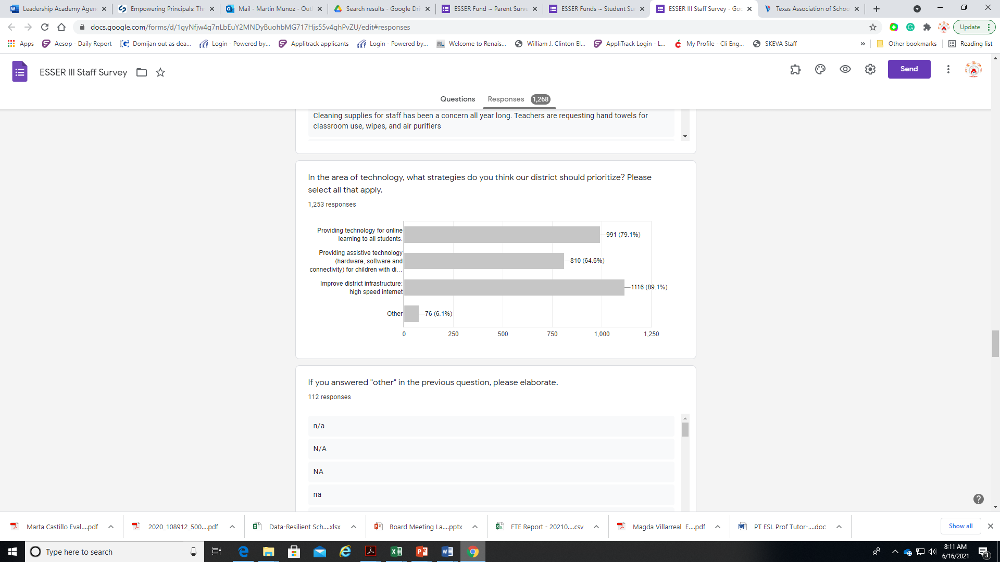 Leadership Academy Agen
Empowering Principals: Thr
Mail - Martin Munoz - Outl
Search results - Google Dri
ESSER Fund ~ Parent Surve
ESSER Funds ~ Student Su
ESSER III Staff Survey - Goo
Texas Association of Schoo
docs.google.com/forms/d/1gyNfjw4g7nLbEuY2MNDyBuohbMG717Hjs55v4ghPvZU/edit#responses
Update
Apps
Aesop - Daily Report
Domijan out as dea...
Login - Powered by...
Applitrack applicants
Login - Powered by...
RL Welcome to Renais...
William J. Clinton El...
AppliTrack Login - L...
My Profile - Cli Eng...
SKEVA Staff
»
Other bookmarks
Reading list
ESSER III Staff Survey
Send
Questions
Responses 1,268
Cleaning supplies for staff has been a concern all year long. Teachers are requesting hand towels for
classroom use, wipes, and air purifiers
In the area of technology, what strategies do you think our district should prioritize? Please
select all that apply.
1,253 responses
Providing technology for online
learning to all students.
991 (79.1%)
Providing assistive technology
(hardware, software and
connectivity) for children with di...
810 (64.6%)
Improve district infrastructure:
high speed internet
1116 (89.1%)
Other
76 (6.1%)
0 250 500 750 1,000 1,250
If you answered "other" in the previous question, please elaborate.
112 responses
n/a
N/A
NA
na
Marta Castillo Eval....pdf
2020_108912_500....pdf
Data-Resilient Sch....xlsx
Board Meeting La....pptx
FTE Report - 20210....csv
Magda Villarreal E....pdf
PT ESL Prof Tutor-....doc
Show all
Type here to search
8:11 AM
6/16/2021
3